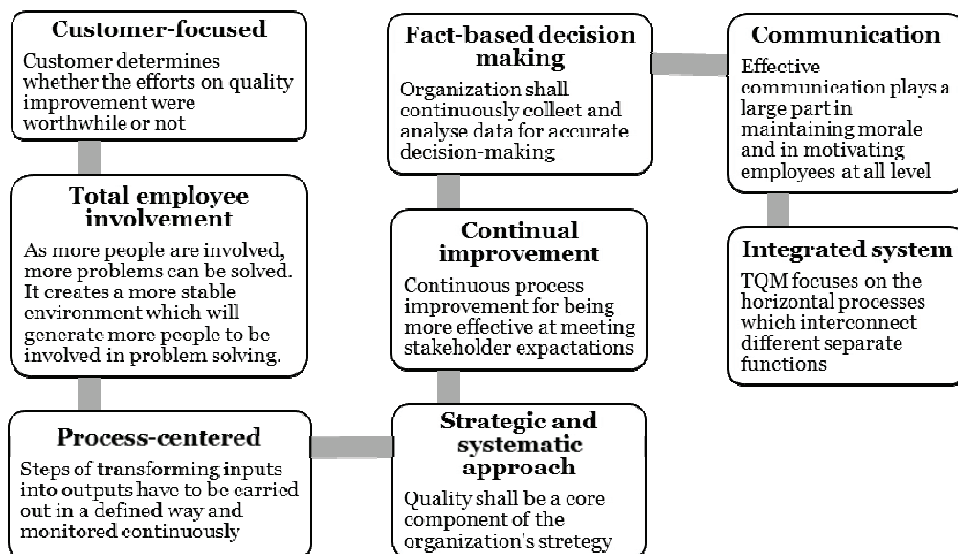 Customer-focused
Customer determines
whether the efforts on quality
improvement were
worthwhile or not
Total employee
involvement
As more people are involved,
more problems can be solved.
It creates a more stable
environment which will
generate more people to be
involved in problem solving.
Process-centered
Steps of transforming inputs
into outputs have to be carried
out in a defined way and
monitored continuously
Strategic and
systematic
approach
Quality shall be a core
component of the
organization's stretegy
Continual
improvement
Continuous process
improvement for being
more effective at meeting
stakeholder expactations
Fact-based decision
making
Organization shall
continuously collect and
analyse data for accurate
decision-making
Communication
Effective
communication plays a
large part in
maintaining morale
and in motivating
employees at all level
Integrated system
TQM focuses on the
horizontal processes
which interconnect
different separate
functions